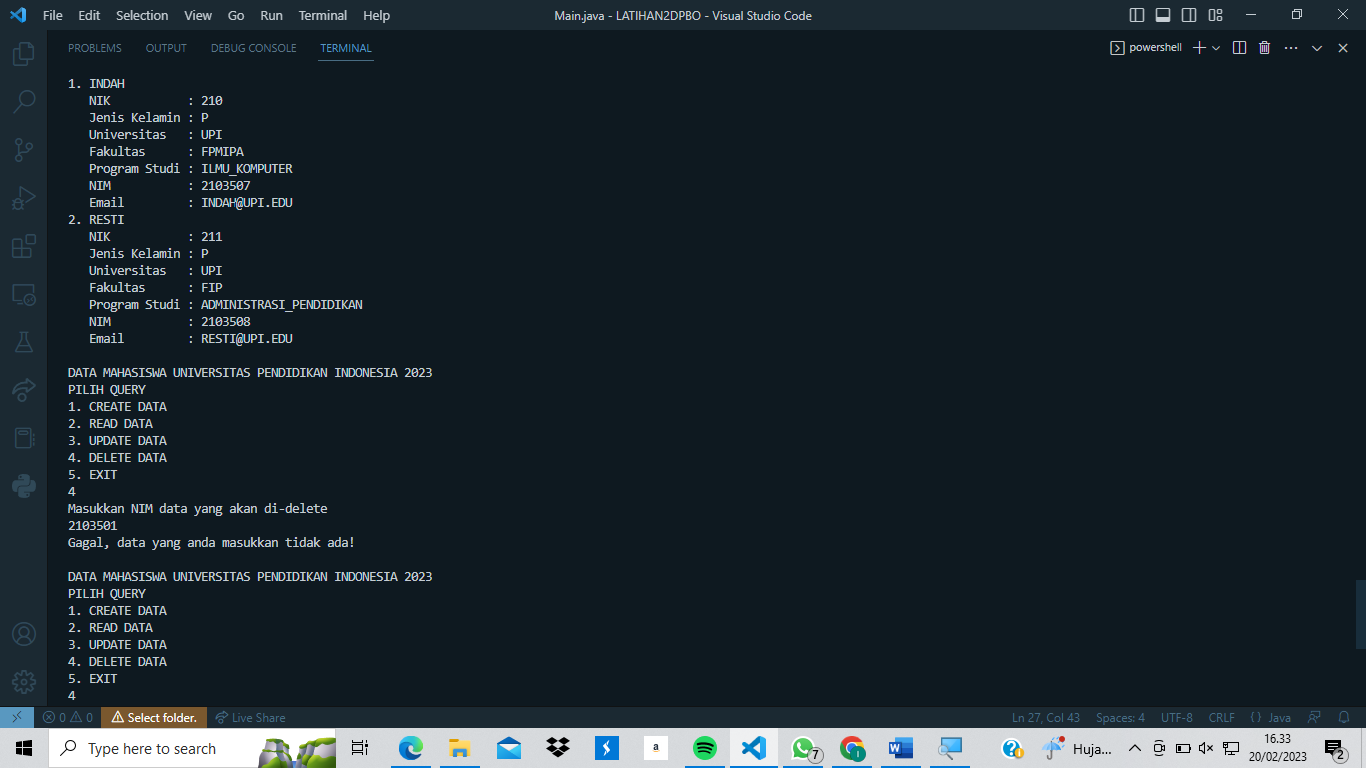 File Edit Selection View Go Run Terminal Help Main.java - LATIHAN2DPBO - Visual Studio Code
PROBLEMS OUTPUT DEBUG CONSOLE TERMINAL powershell
1. INDAH
NIK : 210
Jenis Kelamin : P
Universitas : UPI
Fakultas : FPMIPA
Program Studi : ILMU_KOMPUTER
NIM : 2103507
Email : INDAH@UPI.EDU
2. RESTI
NIK : 211
Jenis Kelamin : P
Universitas : UPI
Fakultas : FIP
Program Studi : ADMINISTRASI_PENDIDIKAN
NIM : 2103508
Email : RESTI@UPI.EDU
DATA MAHASISWA UNIVERSITAS PENDIDIKAN INDONESIA 2023
PILIH QUERY
1. CREATE DATA
2. READ DATA
3. UPDATE DATA
4. DELETE DATA
5. EXIT
4
Masukkan NIM data yang akan di-delete
2103501
Gagal, data yang anda masukkan tidak ada!
DATA MAHASISWA UNIVERSITAS PENDIDIKAN INDONESIA 2023
PILIH QUERY
1. CREATE DATA
2. READ DATA
3. UPDATE DATA
4. DELETE DATA
5. EXIT
4
0 0 Select folder. Live Share Ln 27, Col 43 Spaces: 4 UTF-8 CRLF {} Java
Type here to search a 7 Huja... 16.33
20/02/2023 2